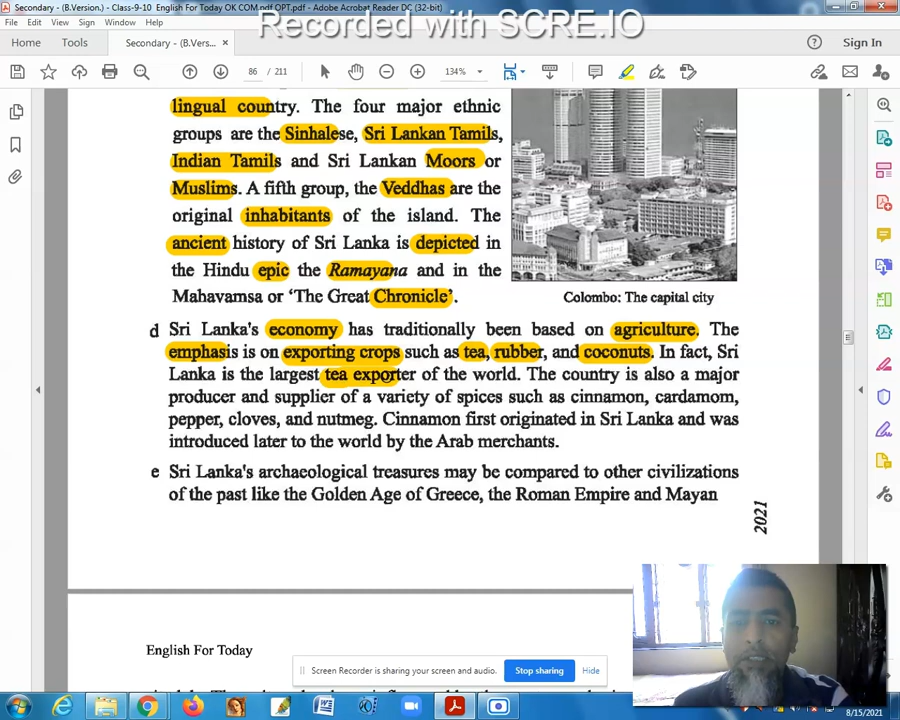 Secondary - (B.Version.) - Class-9-10 English For Today OK COM.pdf OPT.pdf - Adobe Acrobat Reader DC (32-bit)
Recorded with SCRE.IO
Edit View Sign Window Help
Home Tools Secondary - (B.Vers... × Sign In
86 / 211 134%
lingual country. The four major ethnic
groups are the Sinhalese, Sri Lankan Tamils,
Indian Tamils and Sri Lankan Moors or
Muslims. A fifth group, the Veddhas are the
original inhabitants of the island. The
ancient history of Sri Lanka is depicted in
the Hindu epic the Ramayana and in the
Mahavamsa or ‘The Great Chronicle’.
Colombo: The capital city
d Sri Lanka's economy has traditionally been based on agriculture. The
emphasis is on exporting crops such as tea, rubber, and coconuts. In fact, Sri
Lanka is the largest tea exporter of the world. The country is also a major
producer and supplier of a variety of spices such as cinnamon, cardamom,
pepper, cloves, and nutmeg. Cinnamon first originated in Sri Lanka and was
introduced later to the world by the Arab merchants.
e Sri Lanka's archaeological treasures may be compared to other civilizations
of the past like the Golden Age of Greece, the Roman Empire and Mayan
2021
English For Today
Screen Recorder is sharing your screen and audio. Stop sharing Hide
8/15/2021